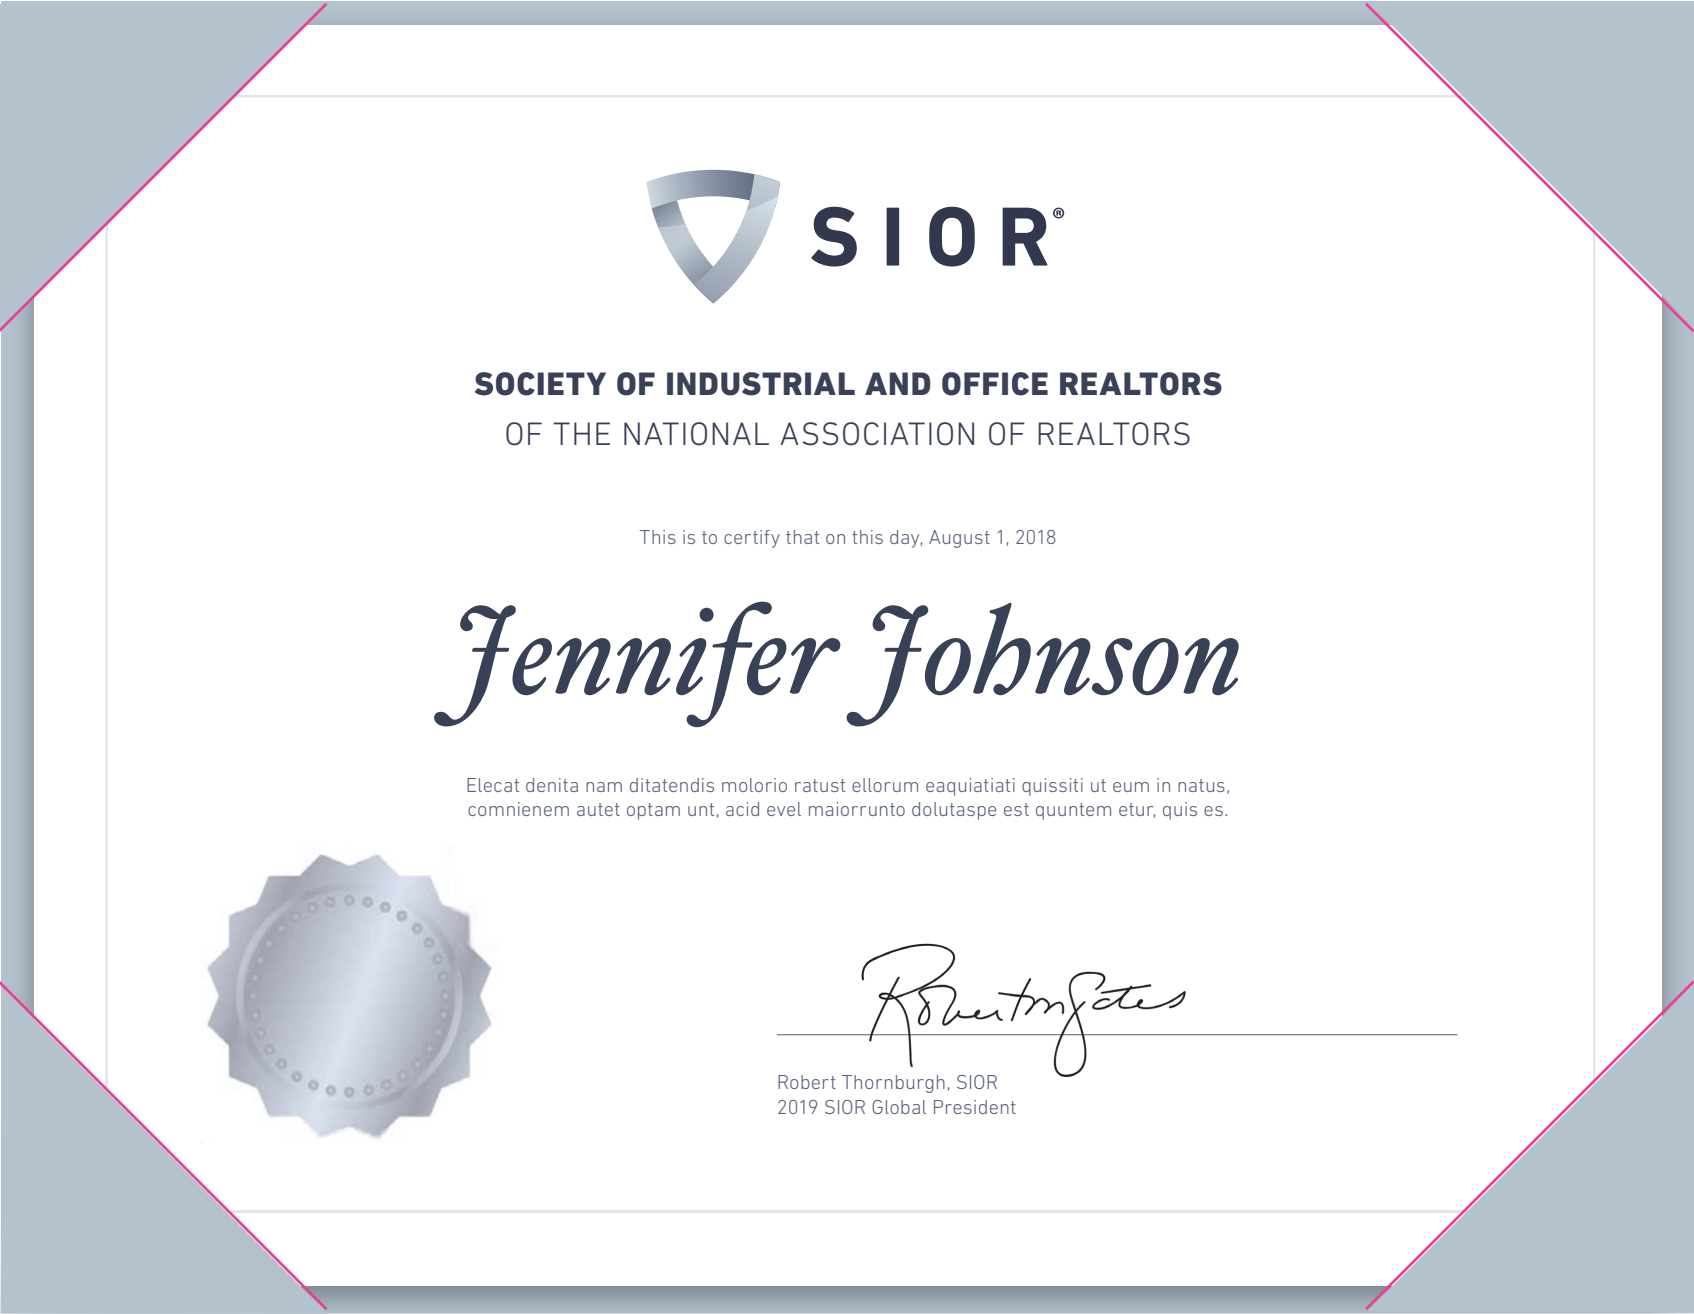 SIOR®
SOCIETY OF INDUSTRIAL AND OFFICE REALTORS
OF THE NATIONAL ASSOCIATION OF REALTORS
This is to certify that on this day, August 1, 2018
Jennifer Johnson
Elecat denita nam ditatendis molorio ratust ellorum eaquiatiati quissiti ut eum in natus,
comnienem autet optam unt, acid evel maiorrunto dolutaspe est quuntem etur, quis es.
Robert Thornburgh, SIOR
2019 SIOR Global President